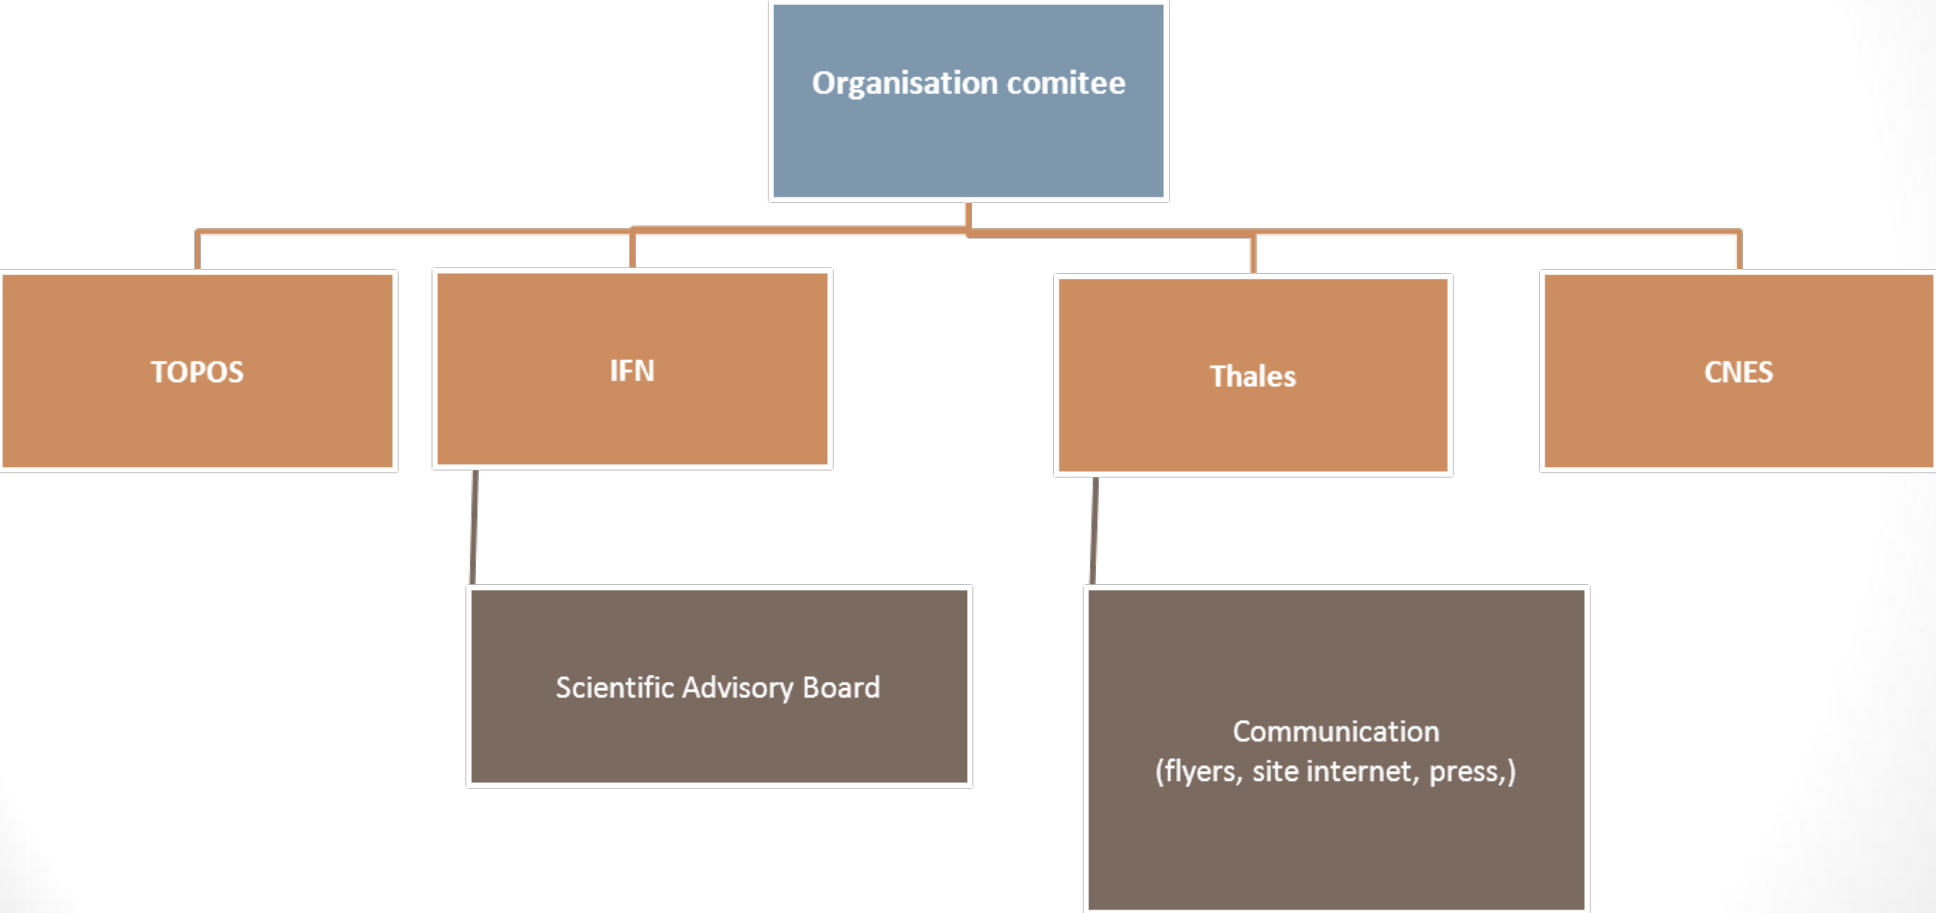 Organisation comitee
TOPOS
IFN
Thales
CNES
Scientific Advisory Board
Communication
(flyers, site internet, press,)